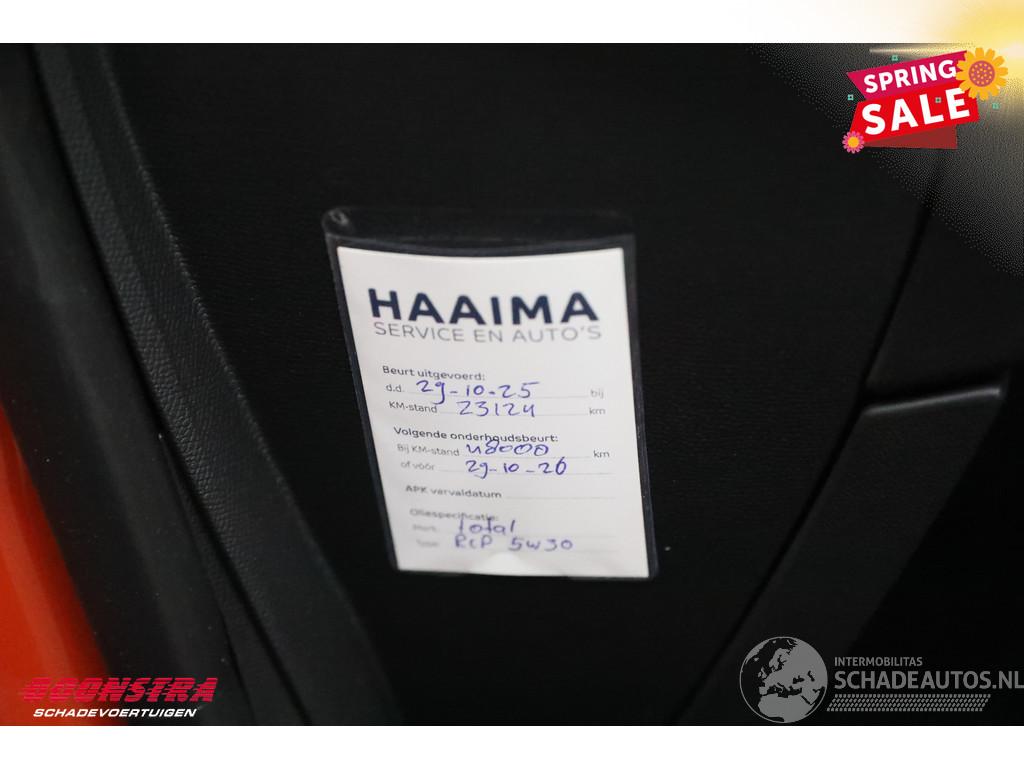 SPRING
SALE
HAAIMA
SERVICE EN AUTO'S
Beurt uitgevoerd:
d.d. 29-10-25 bij
KM-stand 23124 km
Volgende onderhoudsbeurt:
Bij KM-stand 48000 km
of vóór 29-10-26
APK vervaldatum
Oliespecificatie:
Merk Total
Type RCP 5W30
BOONSTRA
SCHADEVOERTUIGEN
INTERMOBILITAS
SCHADEAUTOS.NL